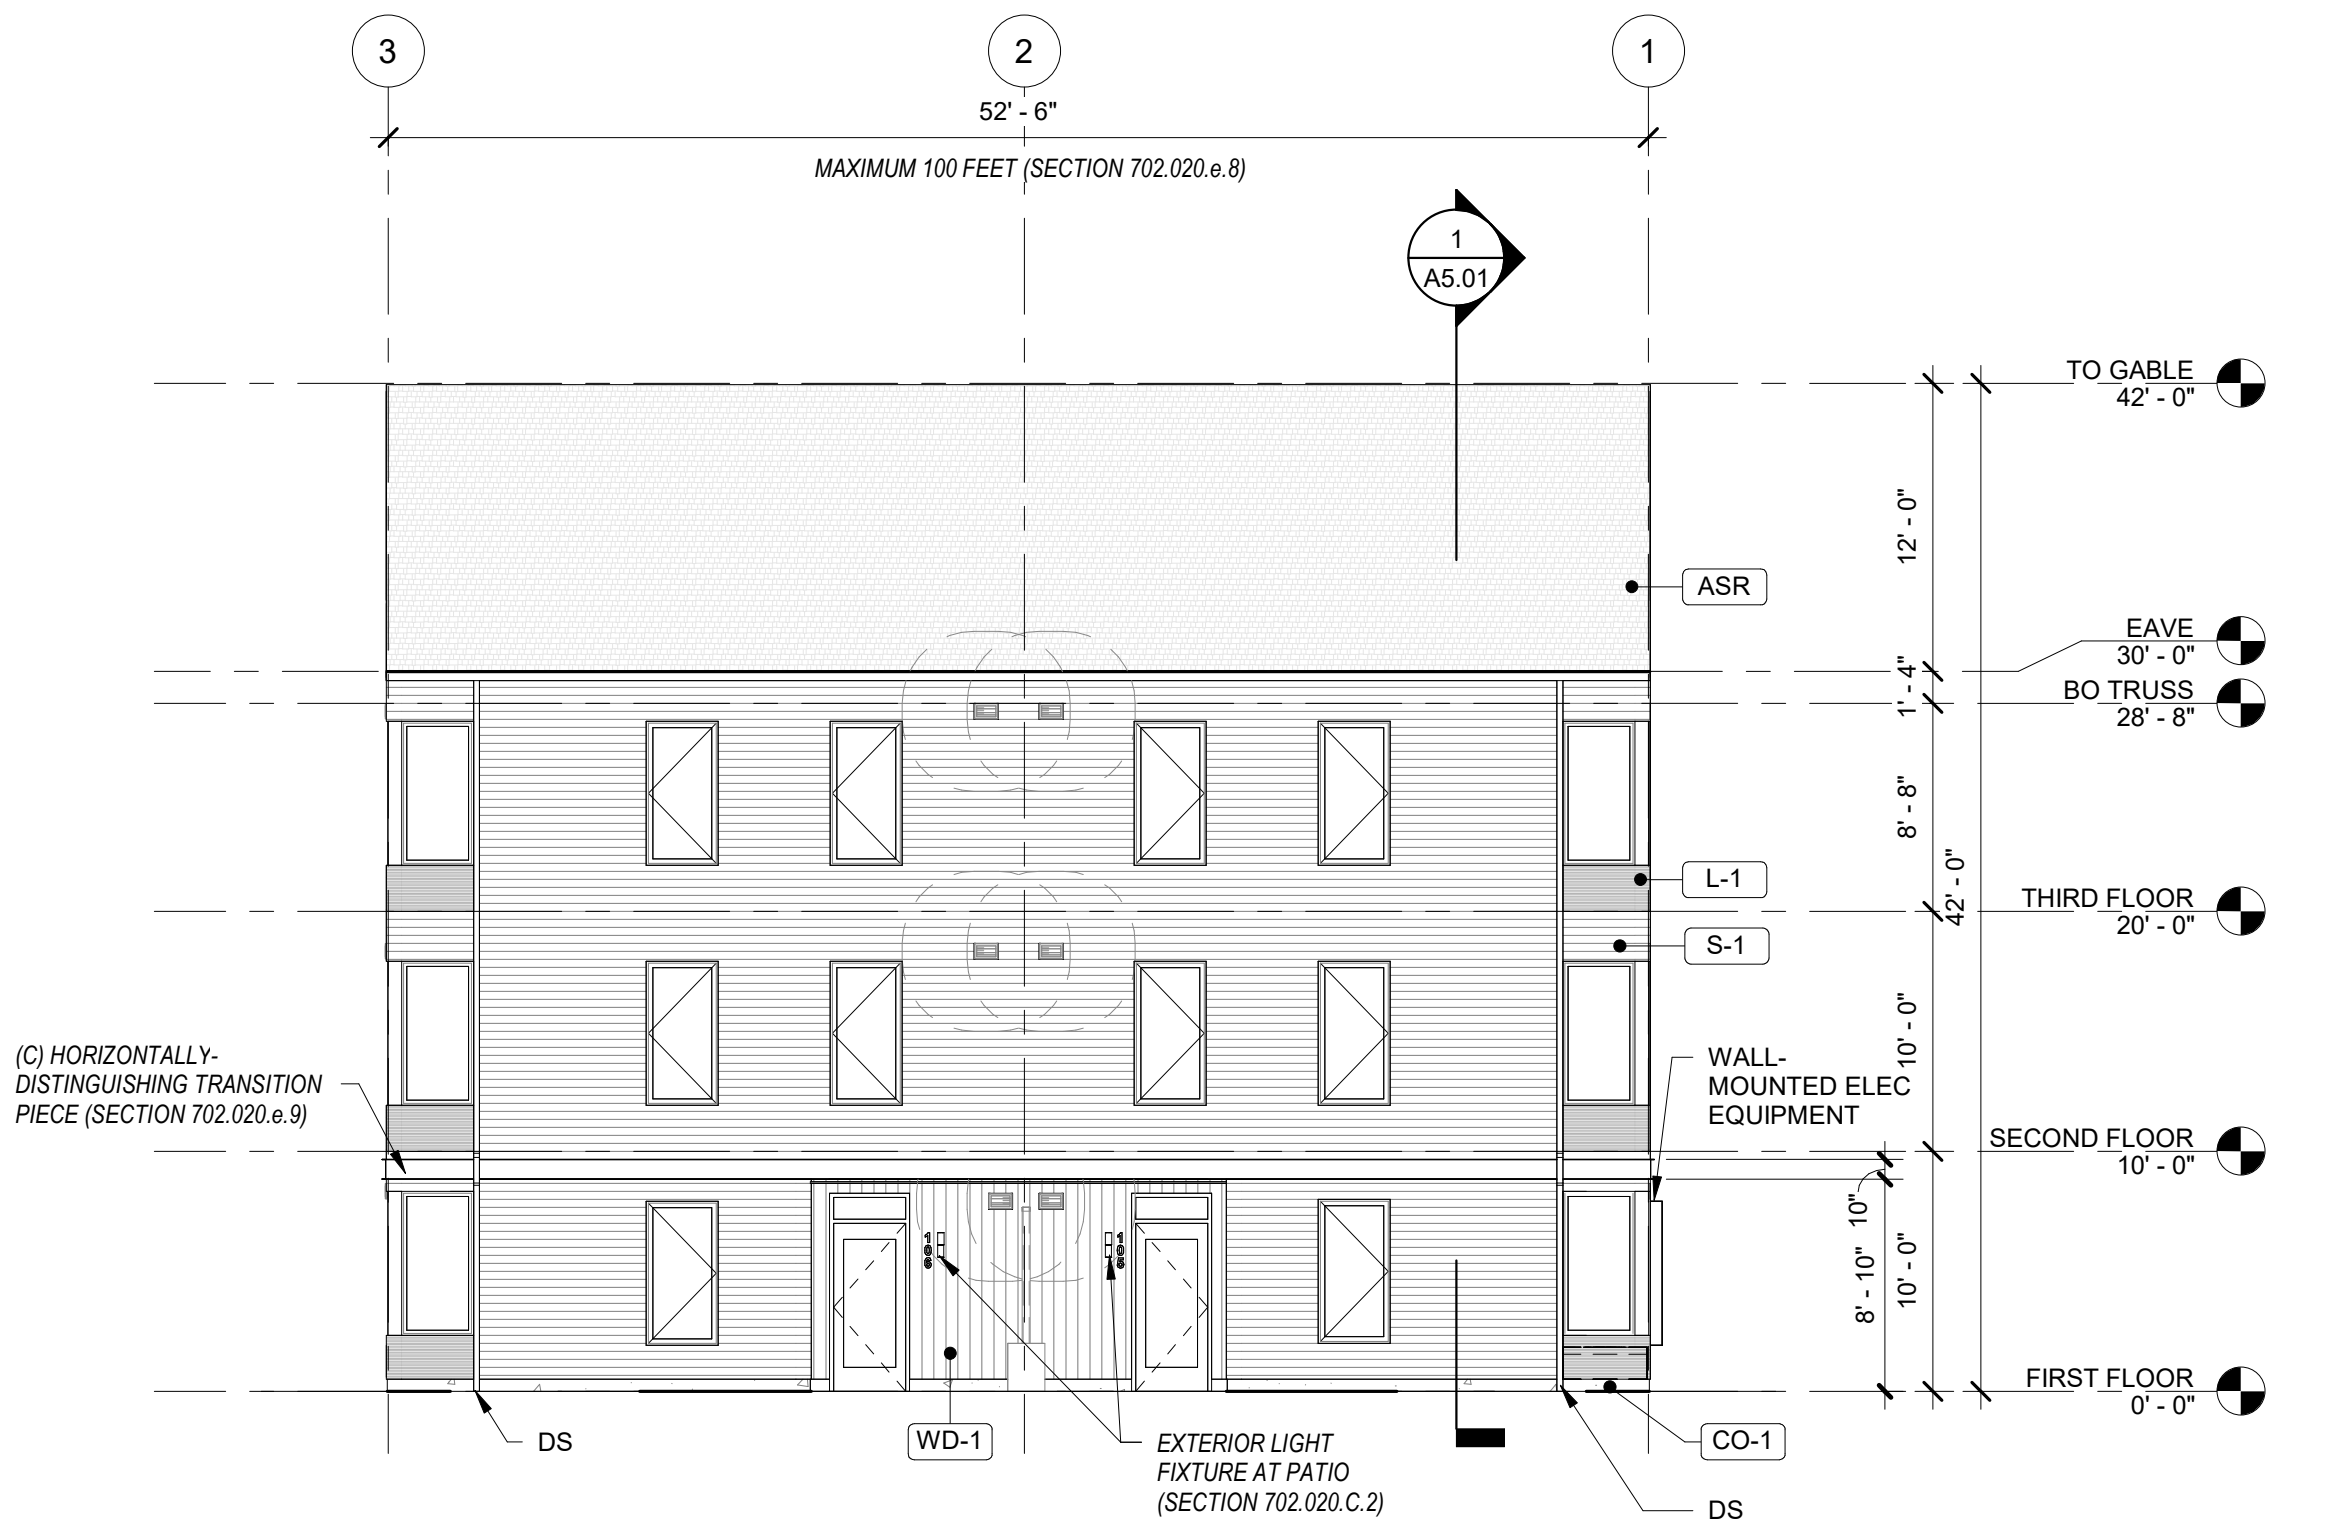 3
2
1
52' - 6"
MAXIMUM 100 FEET (SECTION 702.020.e.8)
1
A5.01
TO GABLE
42' - 0"
12' - 0"
ASR
EAVE
30' - 0"
1' - 4"
BO TRUSS
28' - 8"
8' - 8"
42' - 0"
L-1
THIRD FLOOR
20' - 0"
S-1
10' - 0"
(C) HORIZONTALLY-
DISTINGUISHING TRANSITION
PIECE (SECTION 702.020.e.9)
WALL-
MOUNTED ELEC
EQUIPMENT
SECOND FLOOR
10' - 0"
10"
8' - 10"
10' - 0"
106
105
FIRST FLOOR
0' - 0"
DS
WD-1
EXTERIOR LIGHT
FIXTURE AT PATIO
(SECTION 702.020.C.2)
CO-1
DS